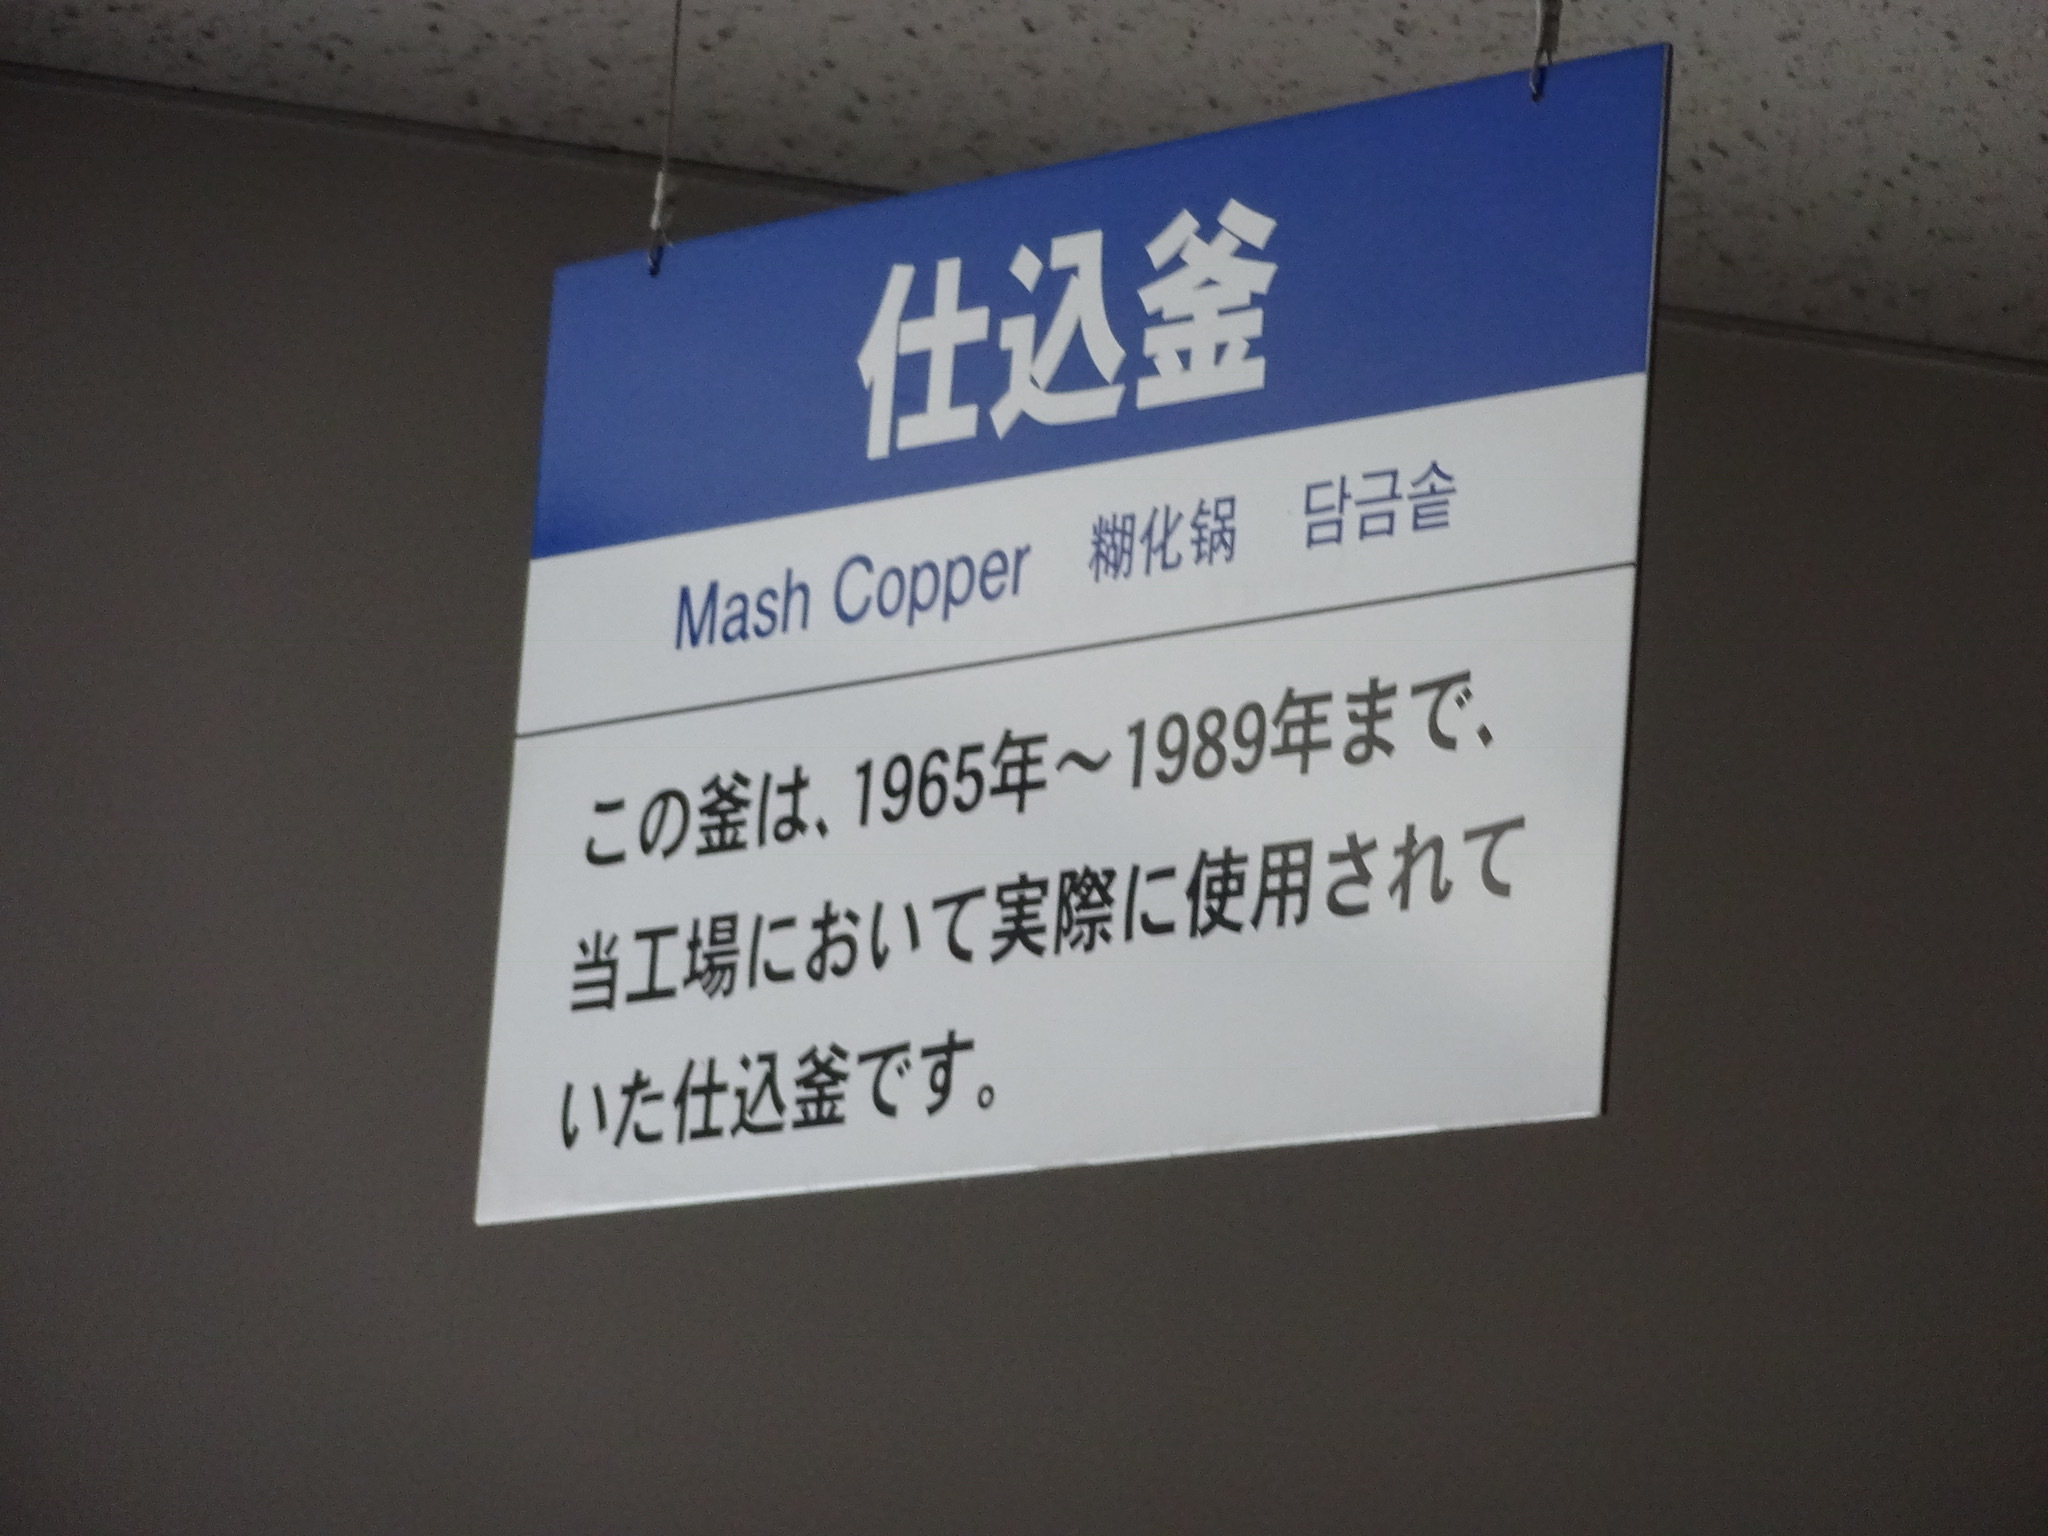 仕込釜
Mash Copper 糊化锅 담금솥
この釜は、1965年～1989年まで、
当工場において実際に使用されて
いた仕込釜です。